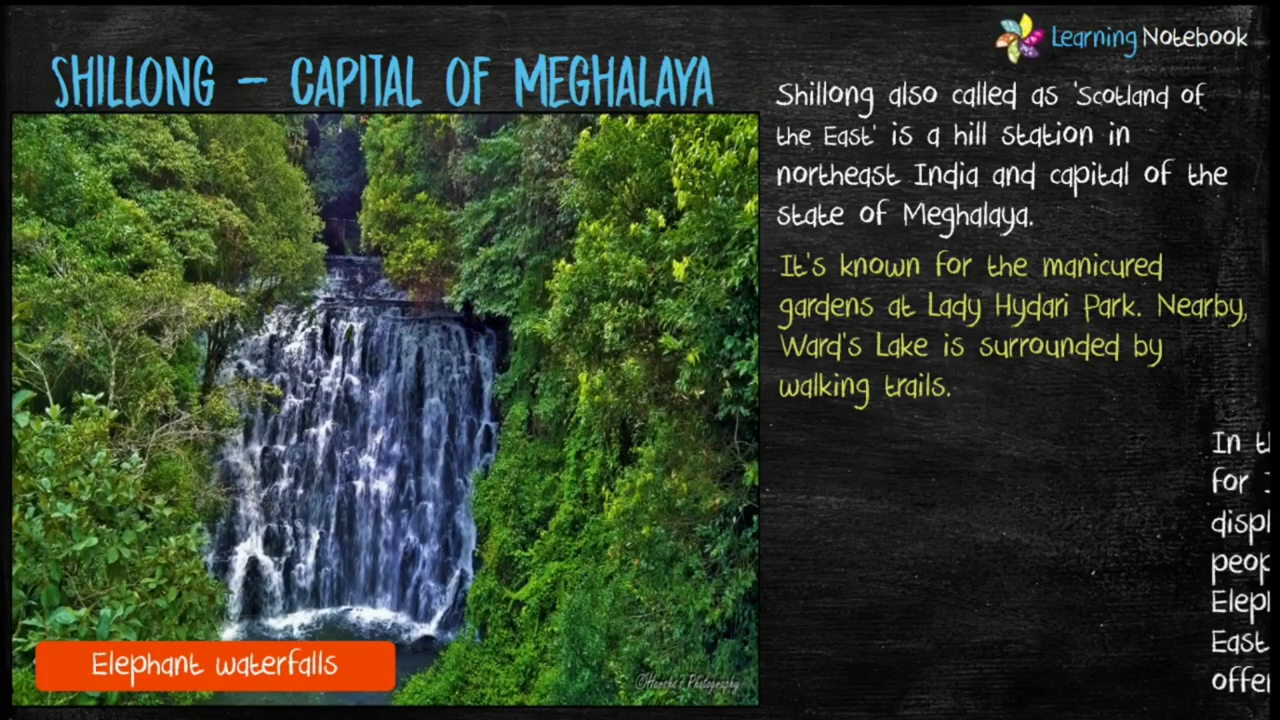 Learning Notebook
SHILLONG - CAPITAL OF MEGHALAYA
Shillong also called as 'Scotland of
the East' is a hill station in
northeast India and capital of the
state of Meghalaya.
It's known for the manicured
gardens at Lady Hydari Park. Nearby,
Ward's Lake is surrounded by
walking trails.
In
for
East
Elephant waterfalls